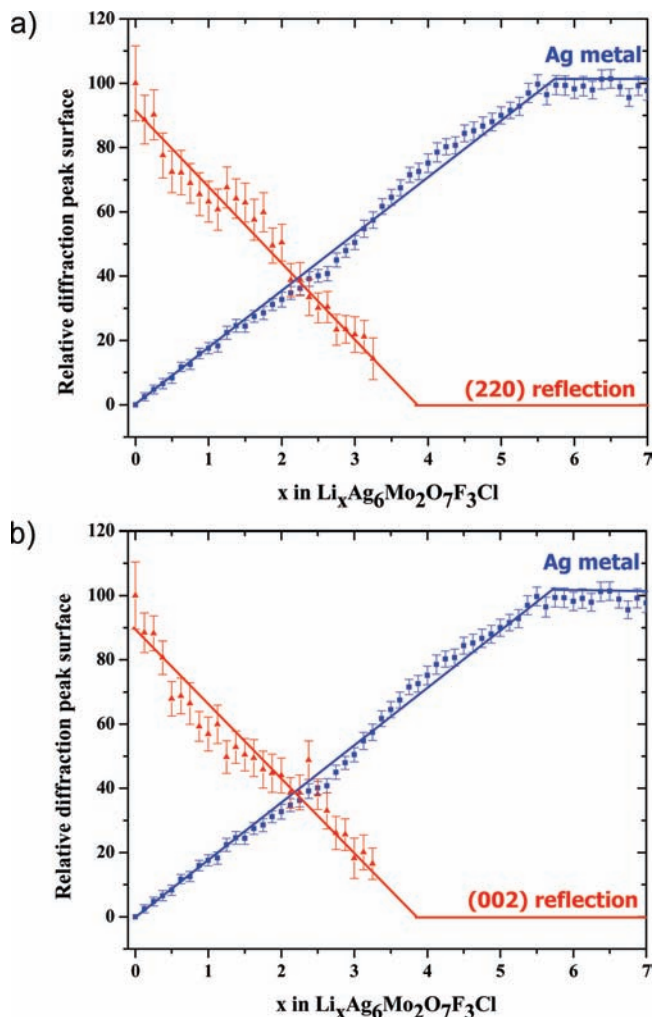 a)
120
100
80
60
40
20
0
Relative diffraction peak surface
Ag metal
(220) reflection
0 1 2 3 4 5 6 7
x in LiₓAg₆Mo₂O₇F₃Cl
b)
120
100
80
60
40
20
0
Relative diffraction peak surface
Ag metal
(002) reflection
0 1 2 3 4 5 6 7
x in LiₓAg₆Mo₂O₇F₃Cl